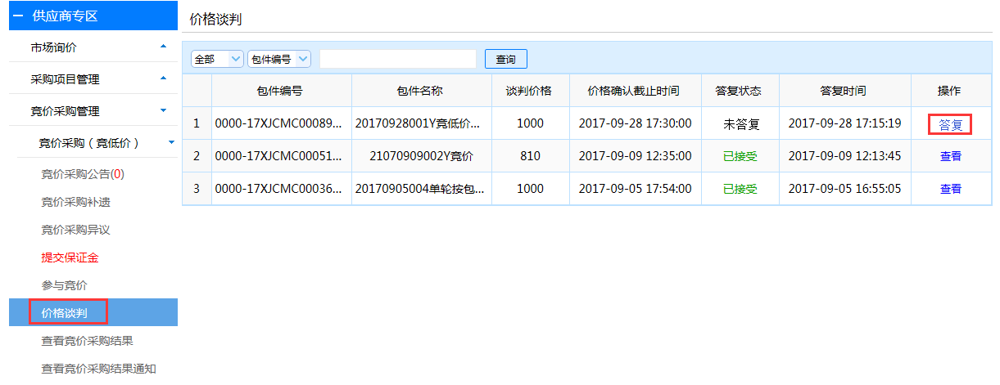 供应商专区
市场询价
采购项目管理
竞价采购管理
竞价采购（竞低价）
竞价采购公告(0)
竞价采购补遗
竞价采购异议
提交保证金
参与竞价
价格谈判
查看竞价采购结果
查看竞价采购结果通知
价格谈判
全部 包件编号 查询
包件编号 包件名称 谈判价格 价格确认截止时间 答复状态 答复时间 操作
1 0000-17XJCMC00089... 20170928001Y竞低价... 1000 2017-09-28 17:30:00 未答复 2017-09-28 17:15:19 答复
2 0000-17XJCMC00051... 21070909002Y竞价 810 2017-09-09 12:35:00 已接受 2017-09-09 12:13:45 查看
3 0000-17XJCMC00036... 20170905004单轮按包... 1000 2017-09-05 17:54:00 已接受 2017-09-05 16:55:05 查看